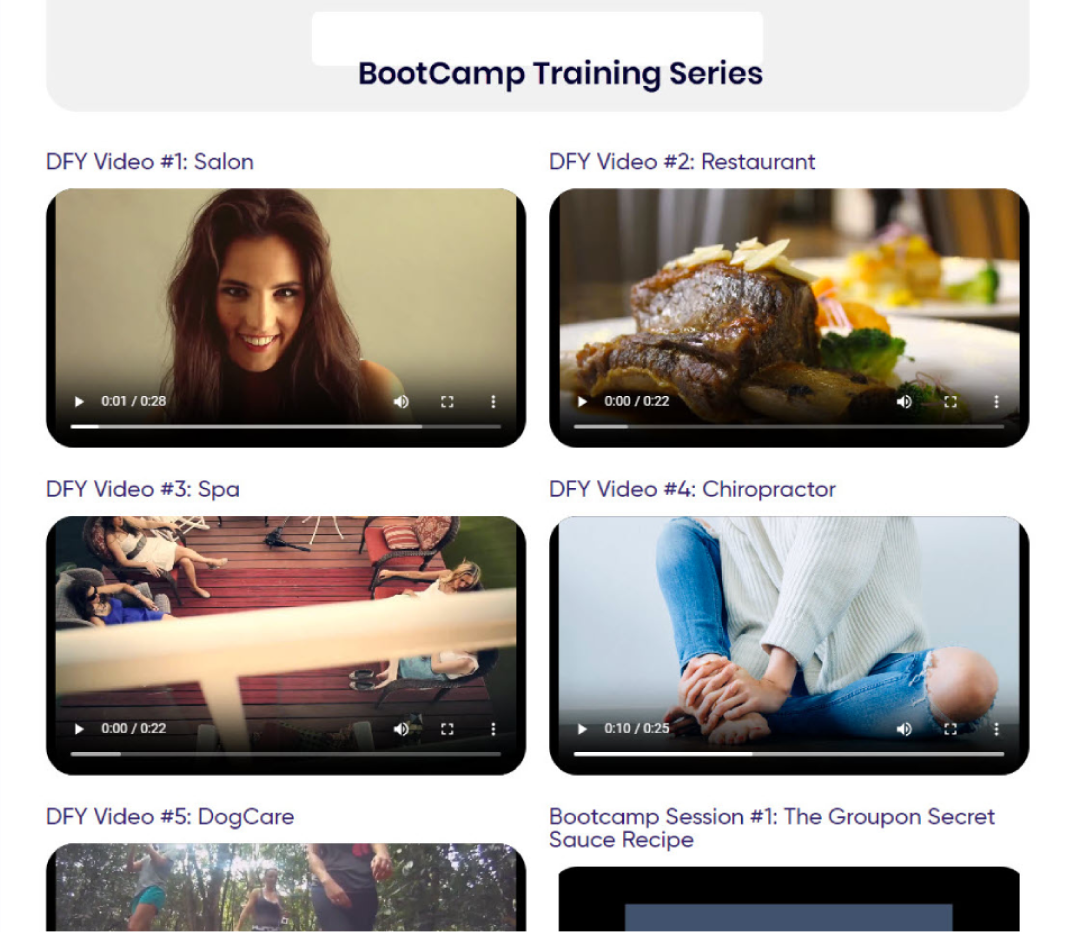 BootCamp Training Series
DFY Video #1: Salon
DFY Video #2: Restaurant
0:01 / 0:28
0:00 / 0:22
DFY Video #3: Spa
DFY Video #4: Chiropractor
0:00 / 0:22
0:10 / 0:25
DFY Video #5: DogCare
Bootcamp Session #1: The Groupon Secret
Sauce Recipe